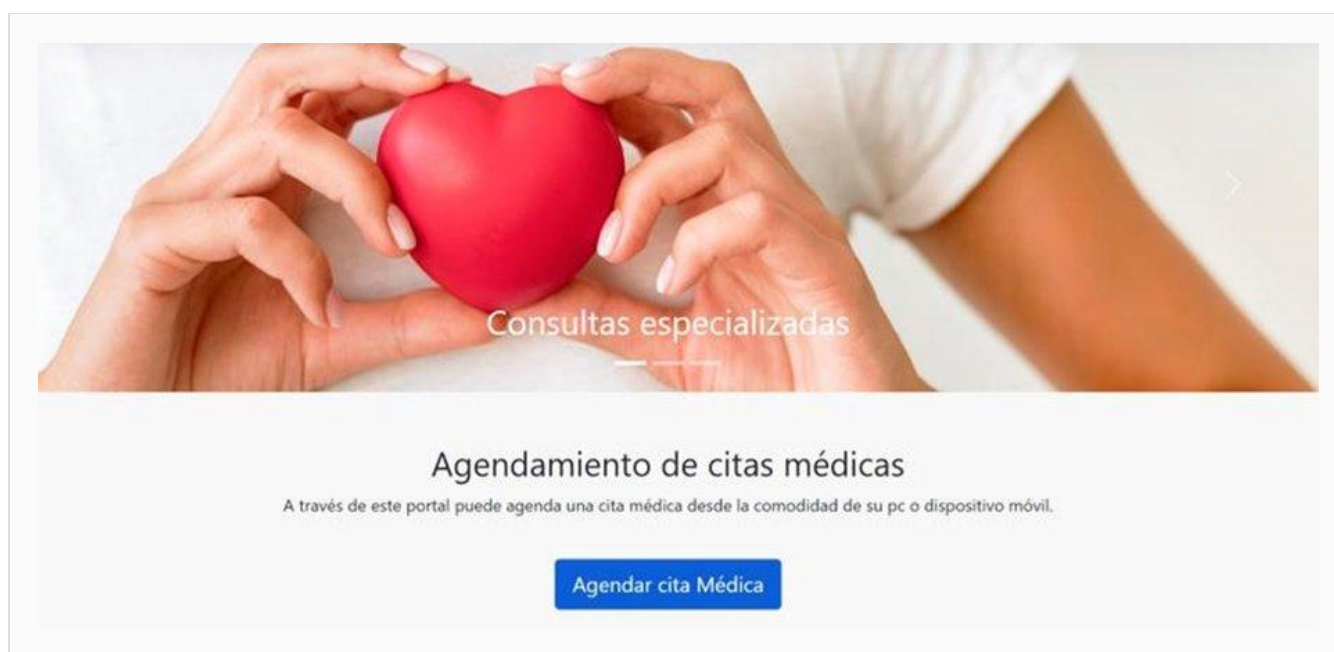 Consultas especializadas
Agendamiento de citas médicas
A través de este portal puede agenda una cita médica desde la comodidad de su pc o dispositivo móvil.
Agendar cita Médica